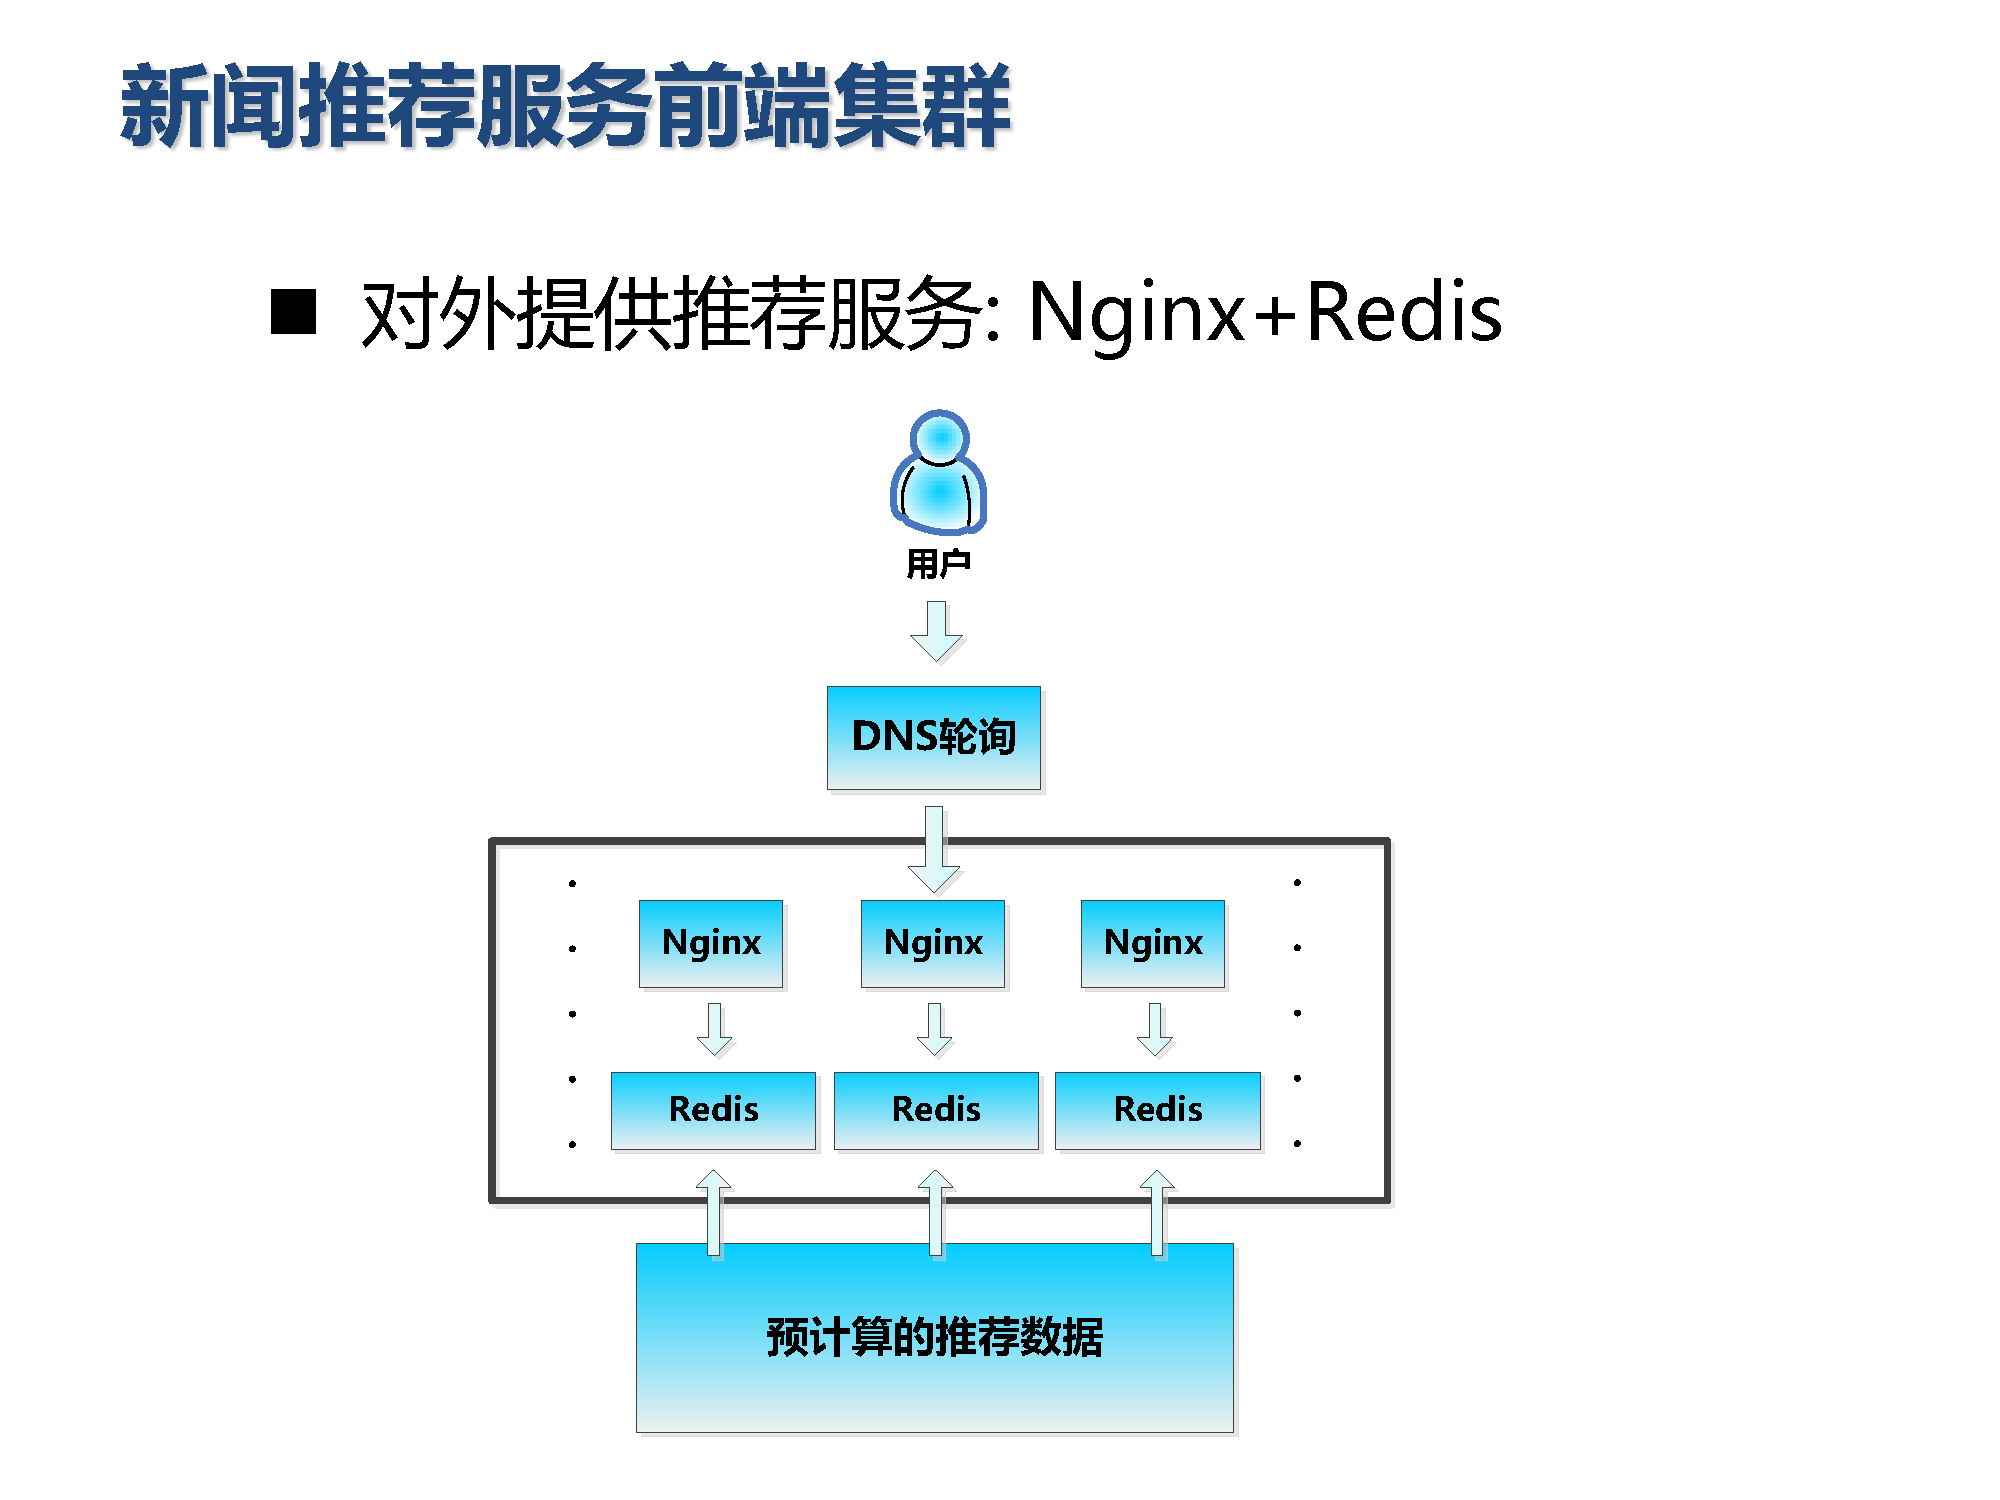 新闻推荐服务前端集群
■ 对外提供推荐服务: Nginx+Redis
用户
DNS轮询
Nginx Nginx Nginx
Redis Redis Redis
预计算的推荐数据